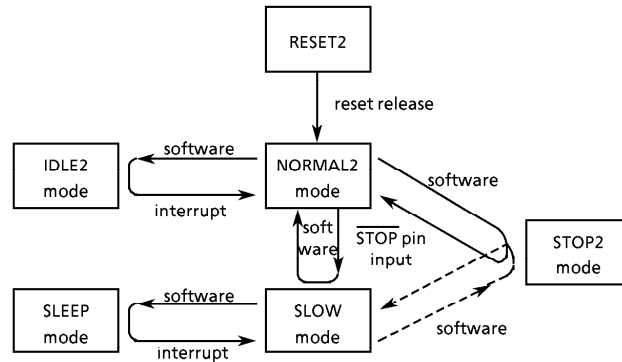 RESET2
reset release
IDLE2
mode
software
interrupt
NORMAL2
mode
software
soft
ware
STOP pin
input
STOP2
mode
SLEEP
mode
software
interrupt
SLOW
mode
software